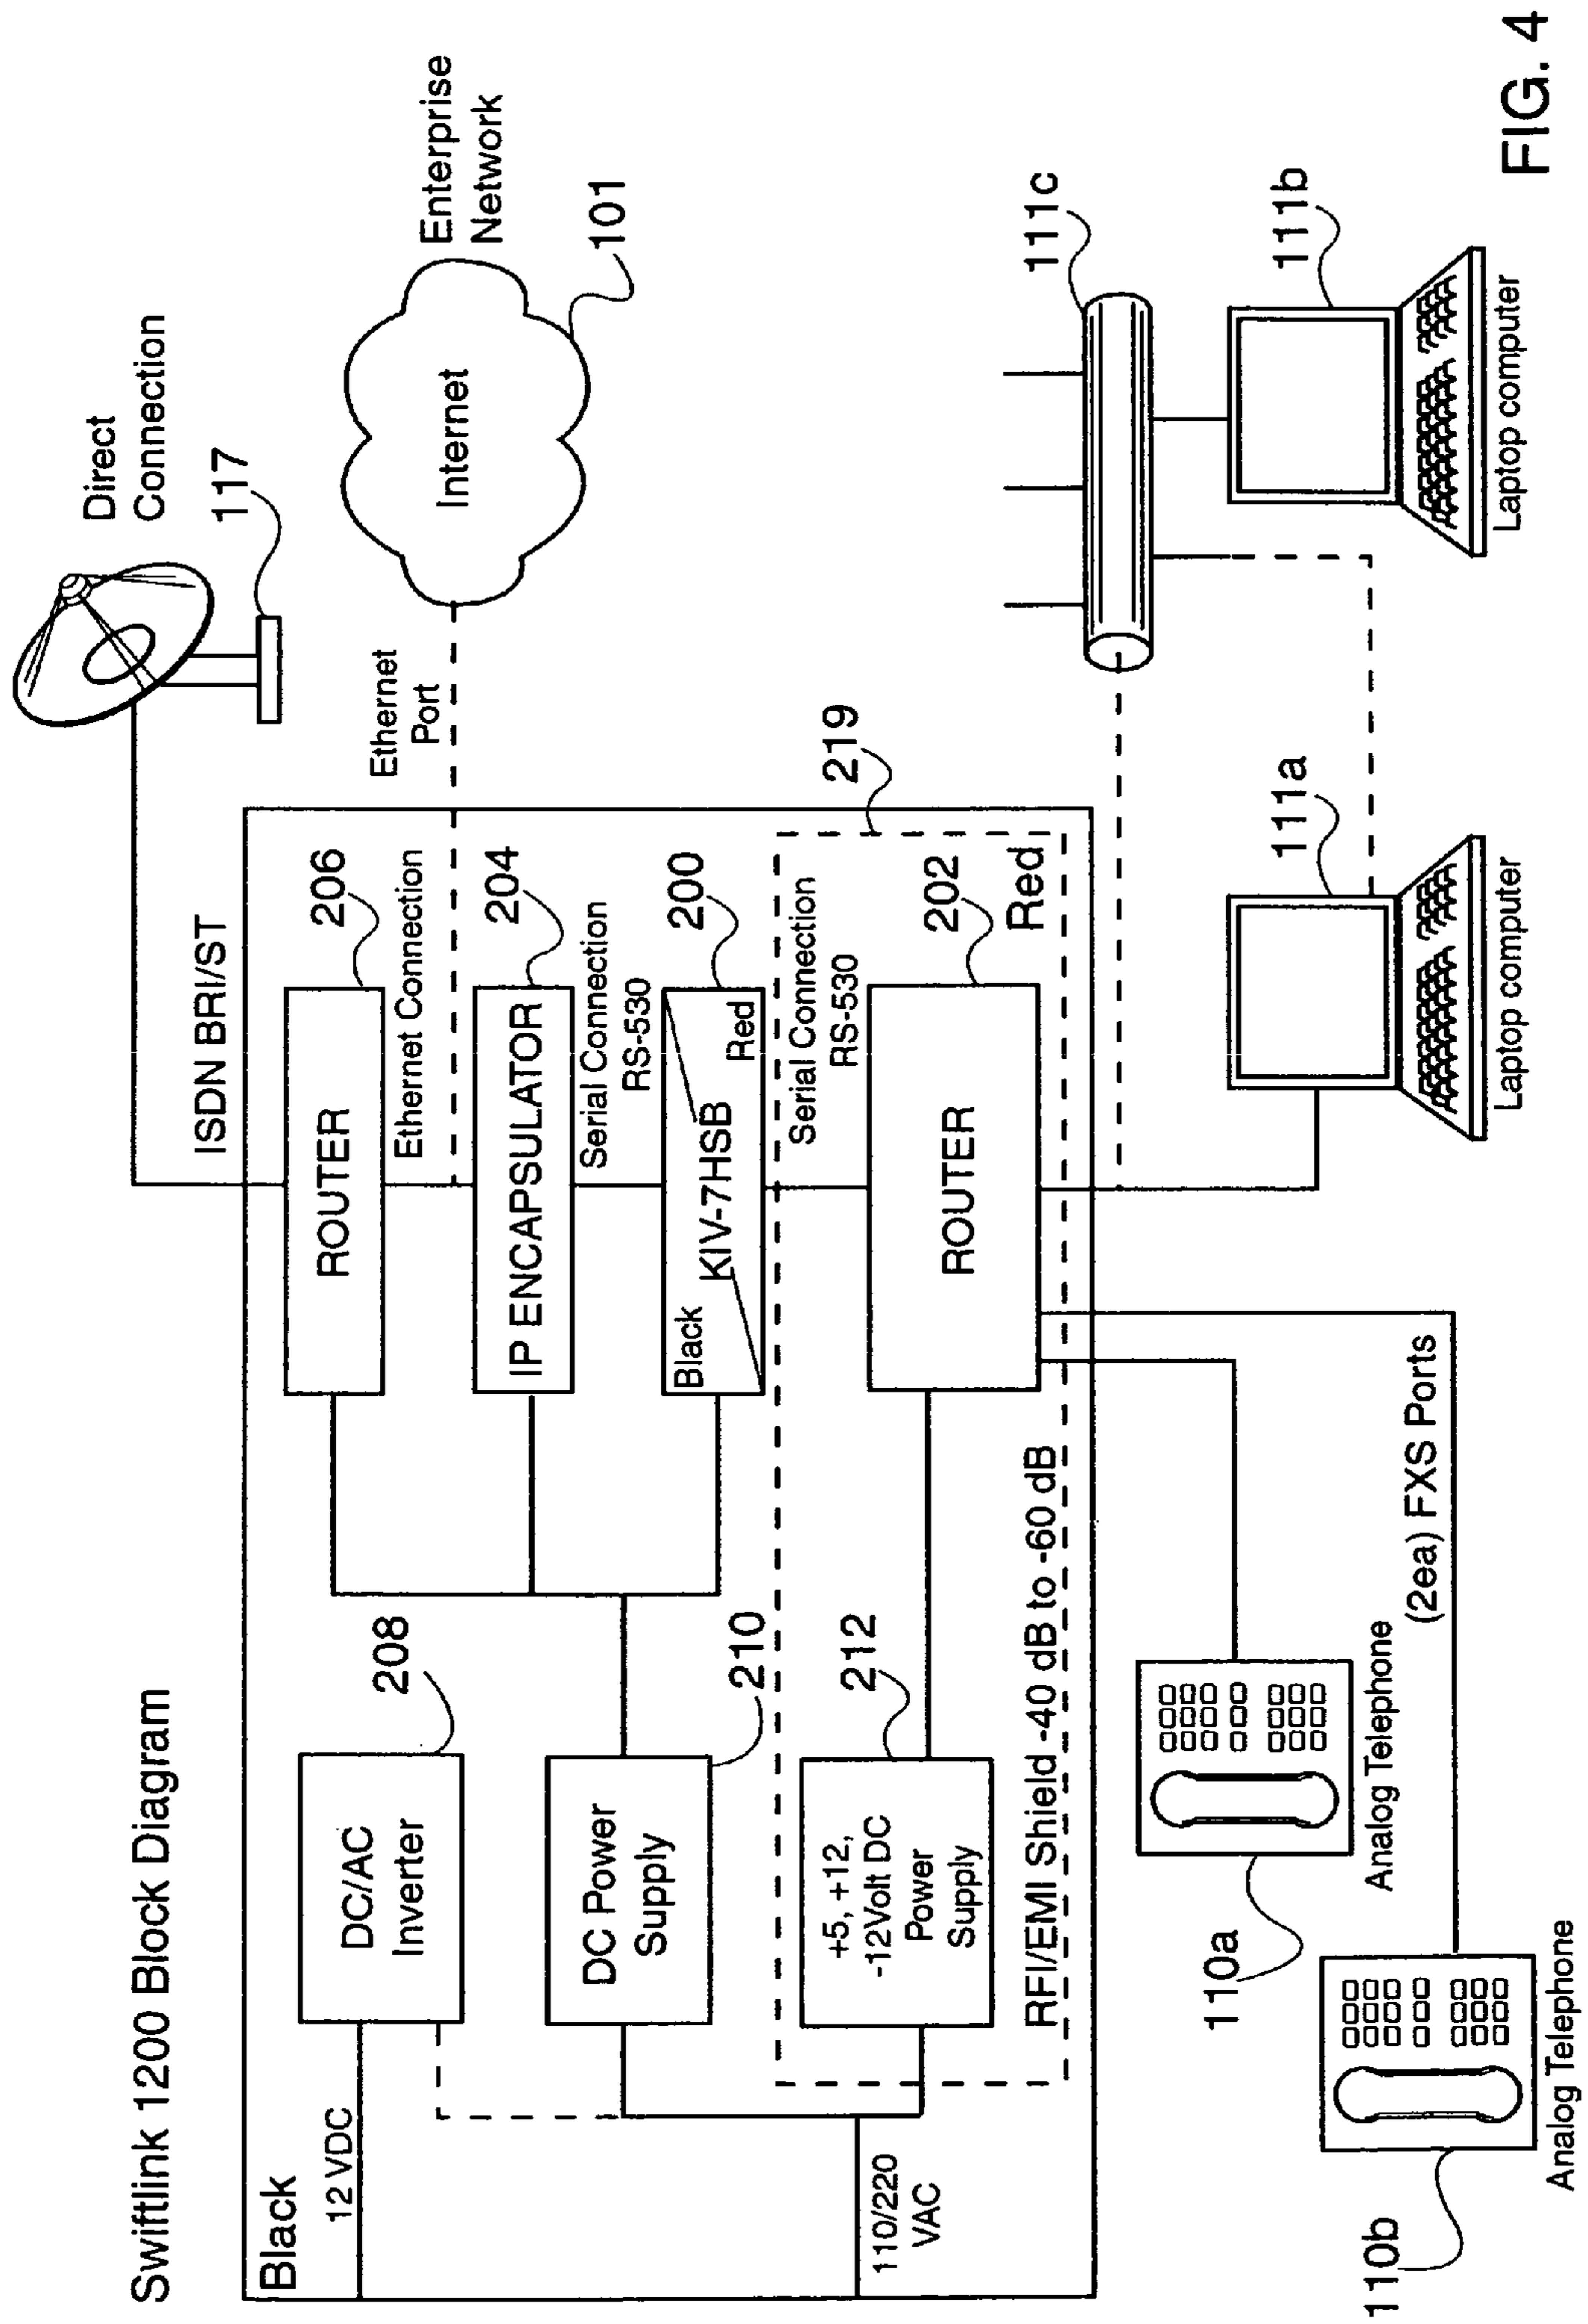 Swiftlink 1200 Block Diagram
Direct
Connection
117
Enterprise
Network
101
Internet
Ethernet
Port
ISDN BRI/ST
Black
12 VDC
110/220
VAC
DC/AC
Inverter
208
DC Power
Supply
210
+5, +12,
-12Volt DC
Power
Supply
212
ROUTER
206
Ethernet Connection
IP ENCAPSULATOR
204
Serial Connection
RS-530
Black
KIV-7HSB
Red
200
Serial Connection
RS-530
ROUTER
202
Red
219
RFI/EMI Shield -40 dB to -60 dB
110a
Analog Telephone
110b
Analog Telephone
(2ea) FXS Ports
111a
Laptop computer
111c
111b
Laptop computer
FIG. 4